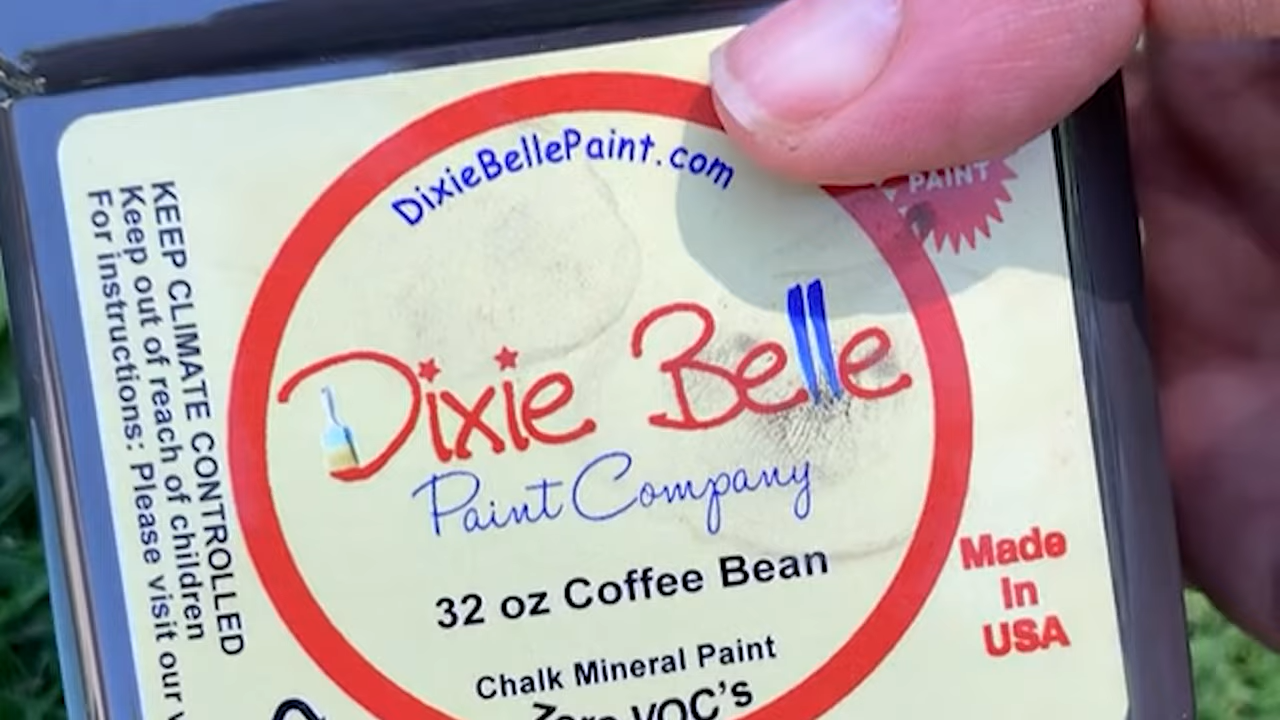 DixieBellePaint.com
PAINT
Dixie Belle
Paint Company
32 oz Coffee Bean
Chalk Mineral Paint
Zero VOC's
Made
In
USA
KEEP CLIMATE CONTROLLED
Keep out of reach of children
For instructions: Please visit our